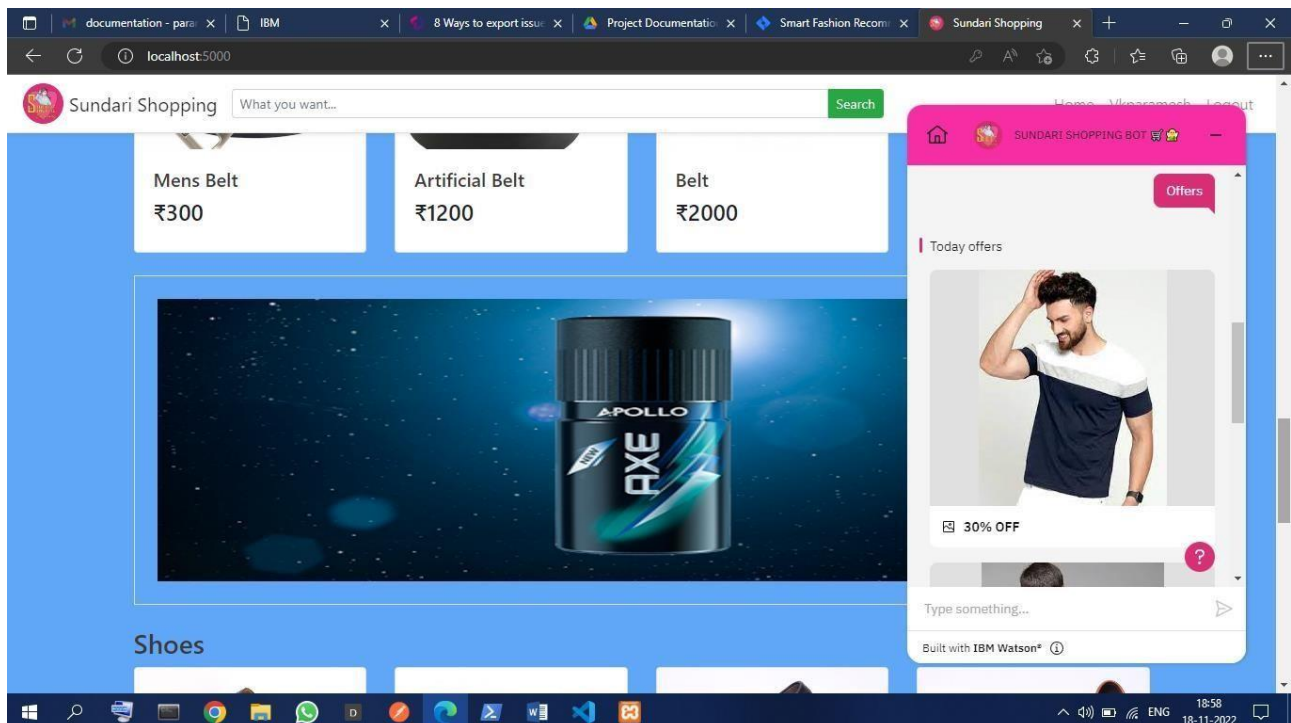 documentation - para
IBM
8 Ways to export issue
Project Documentatio
Smart Fashion Recom
Sundari Shopping
localhost:5000
Sundari Shopping
What you want...
Search
Home Vkparamesh Logout
SUNDARI SHOPPING BOT
Mens Belt
₹300
Artificial Belt
₹1200
Belt
₹2000
Offers
Today offers
APOLLO
NEW
AXE
30% OFF
?
Type something...
Built with IBM Watson®
Shoes
ENG
18:58
18-11-2022